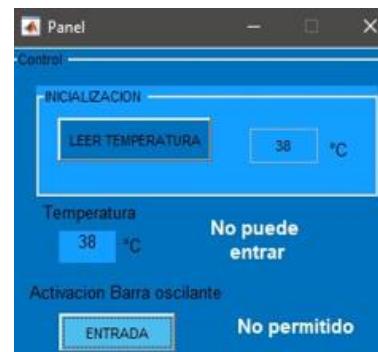 Panel
Control
INICIALIZACION
LEER TEMPERATURA
38 °C
Temperatura
38 °C
No puede
entrar
Activacion Barra oscilante
ENTRADA
No permitido